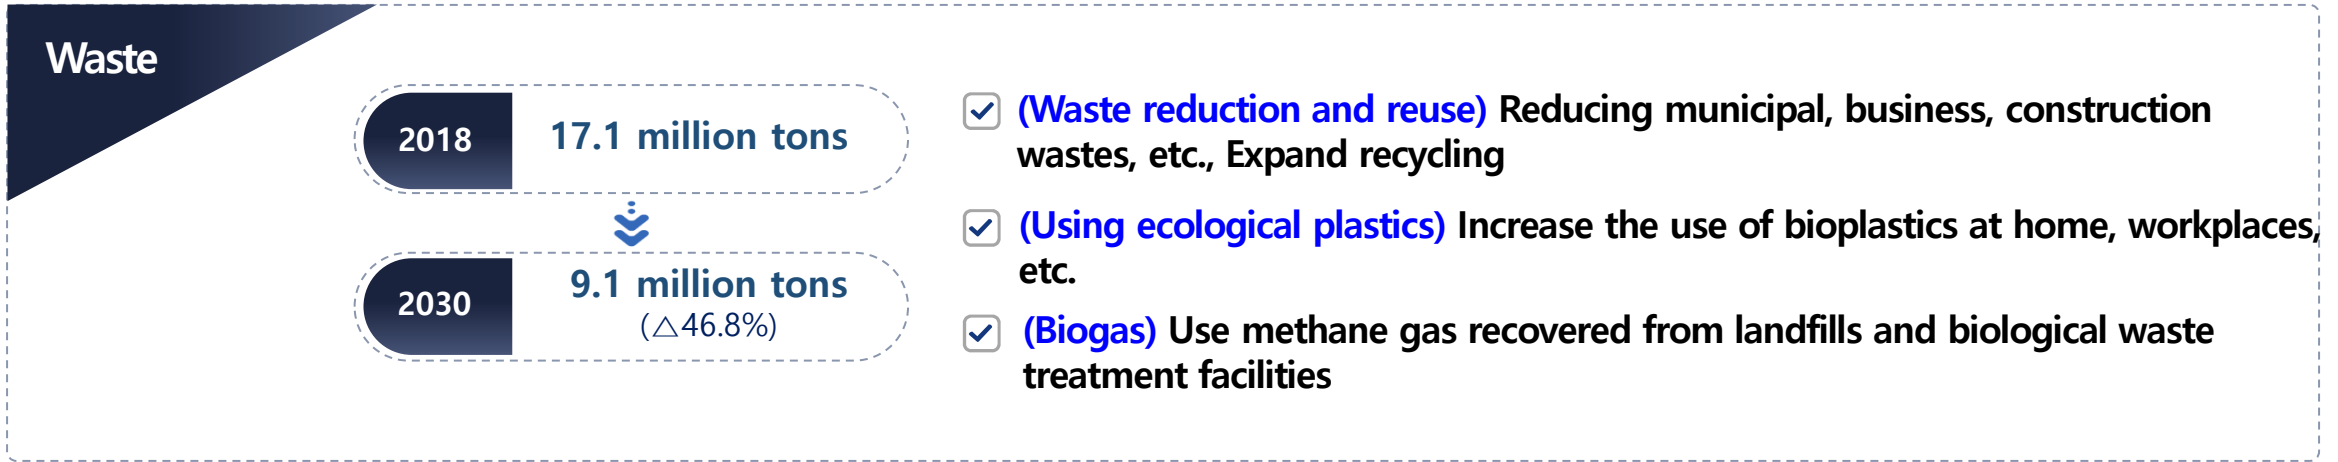 Waste
2018
17.1 million tons
2030
9.1 million tons
(△46.8%)
(Waste reduction and reuse) Reducing municipal, business, construction
wastes, etc., Expand recycling
(Using ecological plastics) Increase the use of bioplastics at home, workplaces,
etc.
(Biogas) Use methane gas recovered from landfills and biological waste
treatment facilities